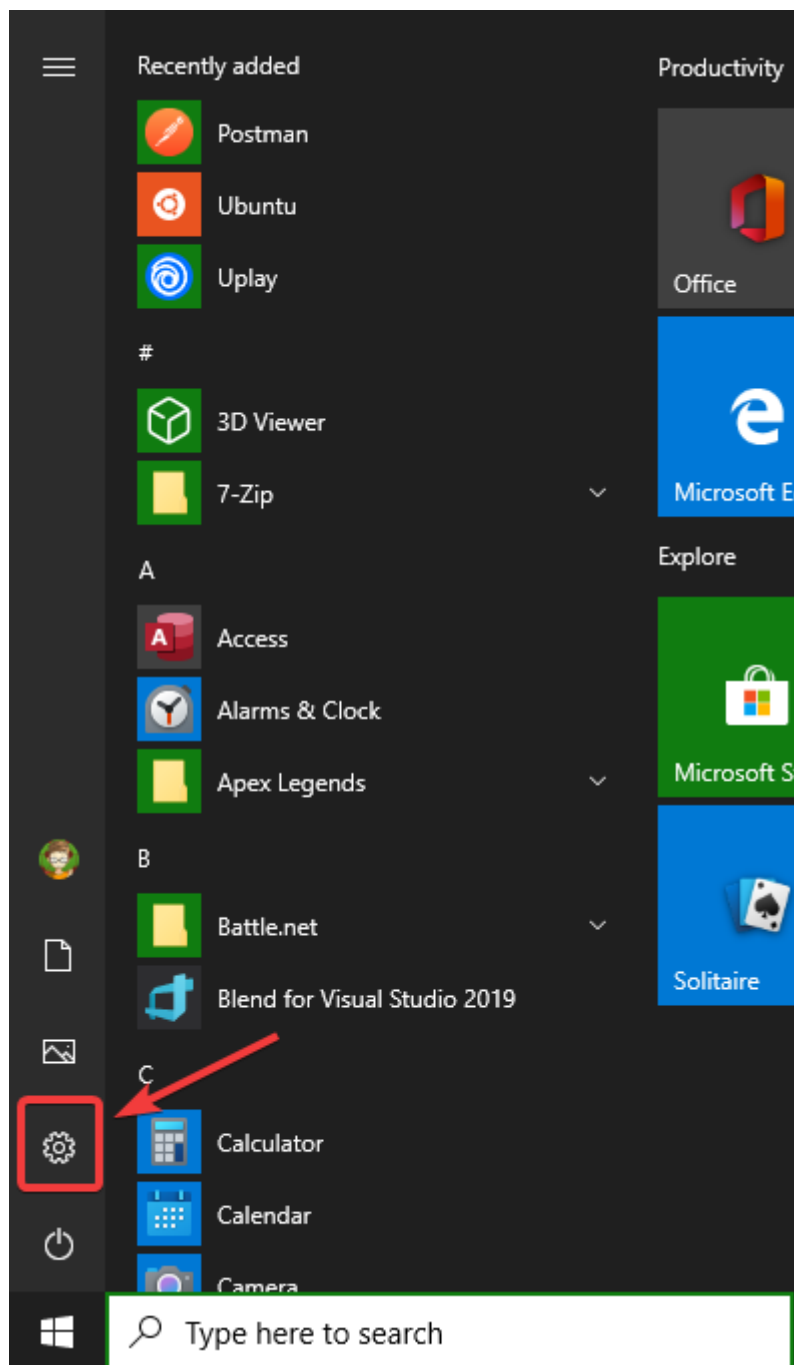 Recently added
Postman
Ubuntu
Uplay
#
3D Viewer
7-Zip
A
Access
Alarms & Clock
Apex Legends
B
Battle.net
Blend for Visual Studio 2019
C
Calculator
Calendar
Camera
Type here to search
Productivity
Office
Microsoft E
Explore
Microsoft S
Solitaire